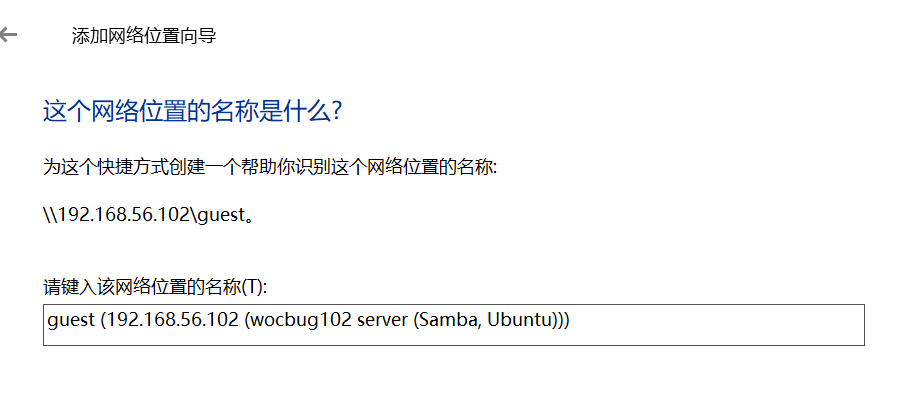 添加网络位置向导
这个网络位置的名称是什么?
为这个快捷方式创建一个帮助你识别这个网络位置的名称:
\\192.168.56.102\guest。
请键入该网络位置的名称(T):
guest (192.168.56.102 (wocbug102 server (Samba, Ubuntu)))